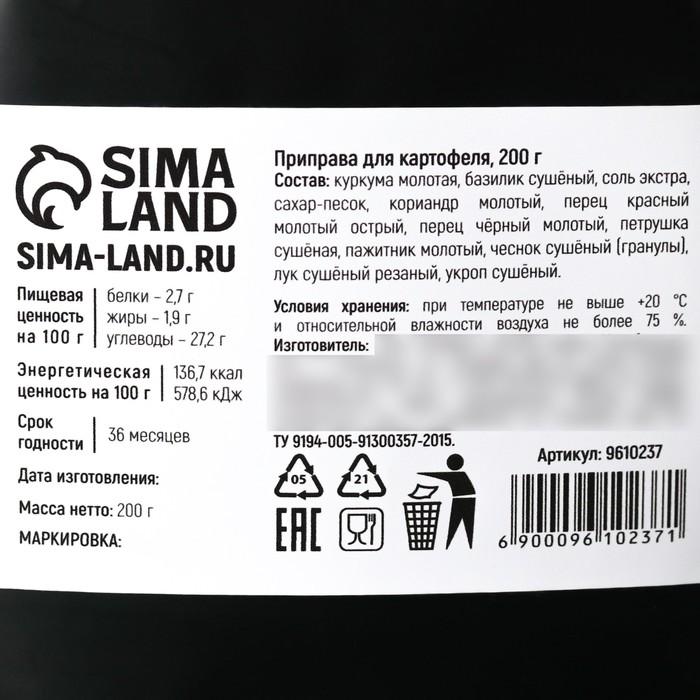 SIMA
LAND
SIMA-LAND.RU
Пищевая
ценность
на 100 г
белки – 2,7 г
жиры – 1,9 г
углеводы – 27,2 г
Энергетическая
ценность на 100 г
136,7 ккал
578,6 кДж
Срок
годности
36 месяцев
Дата изготовления:
Масса нетто: 200 г
МАРКИРОВКА:
Приправа для картофеля, 200 г
Состав: куркума молотая, базилик сушёный, соль экстра,
сахар-песок, кориандр молотый, перец красный
молотый острый, перец чёрный молотый, петрушка
сушёная, пажитник молотый, чеснок сушёный (гранулы),
лук сушёный резаный, укроп сушёный.
Условия хранения: при температуре не выше +20 °С
и относительной влажности воздуха не более 75 %.
Изготовитель:
ТУ 9194-005-91300357-2015.
05
21
EAC
Артикул: 9610237
6 900096 102371